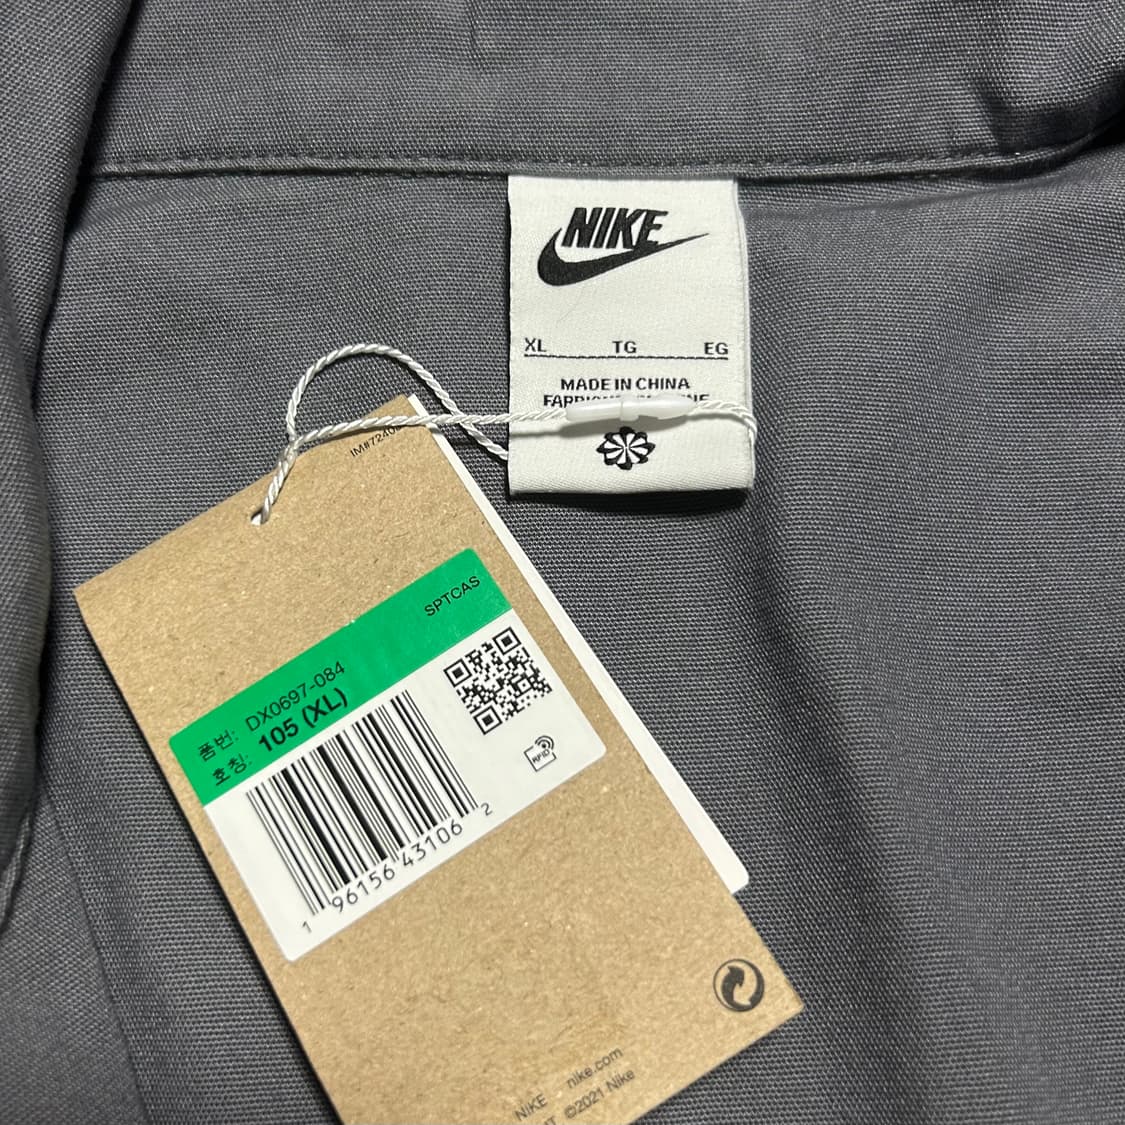 NIKE
XL TG EG
MADE IN CHINA
SPTCAS
품번: DX0697-084
호칭: 105 (XL)
RFID
1 96156 43106 2
nike.com
NIKE ©2021 Nike